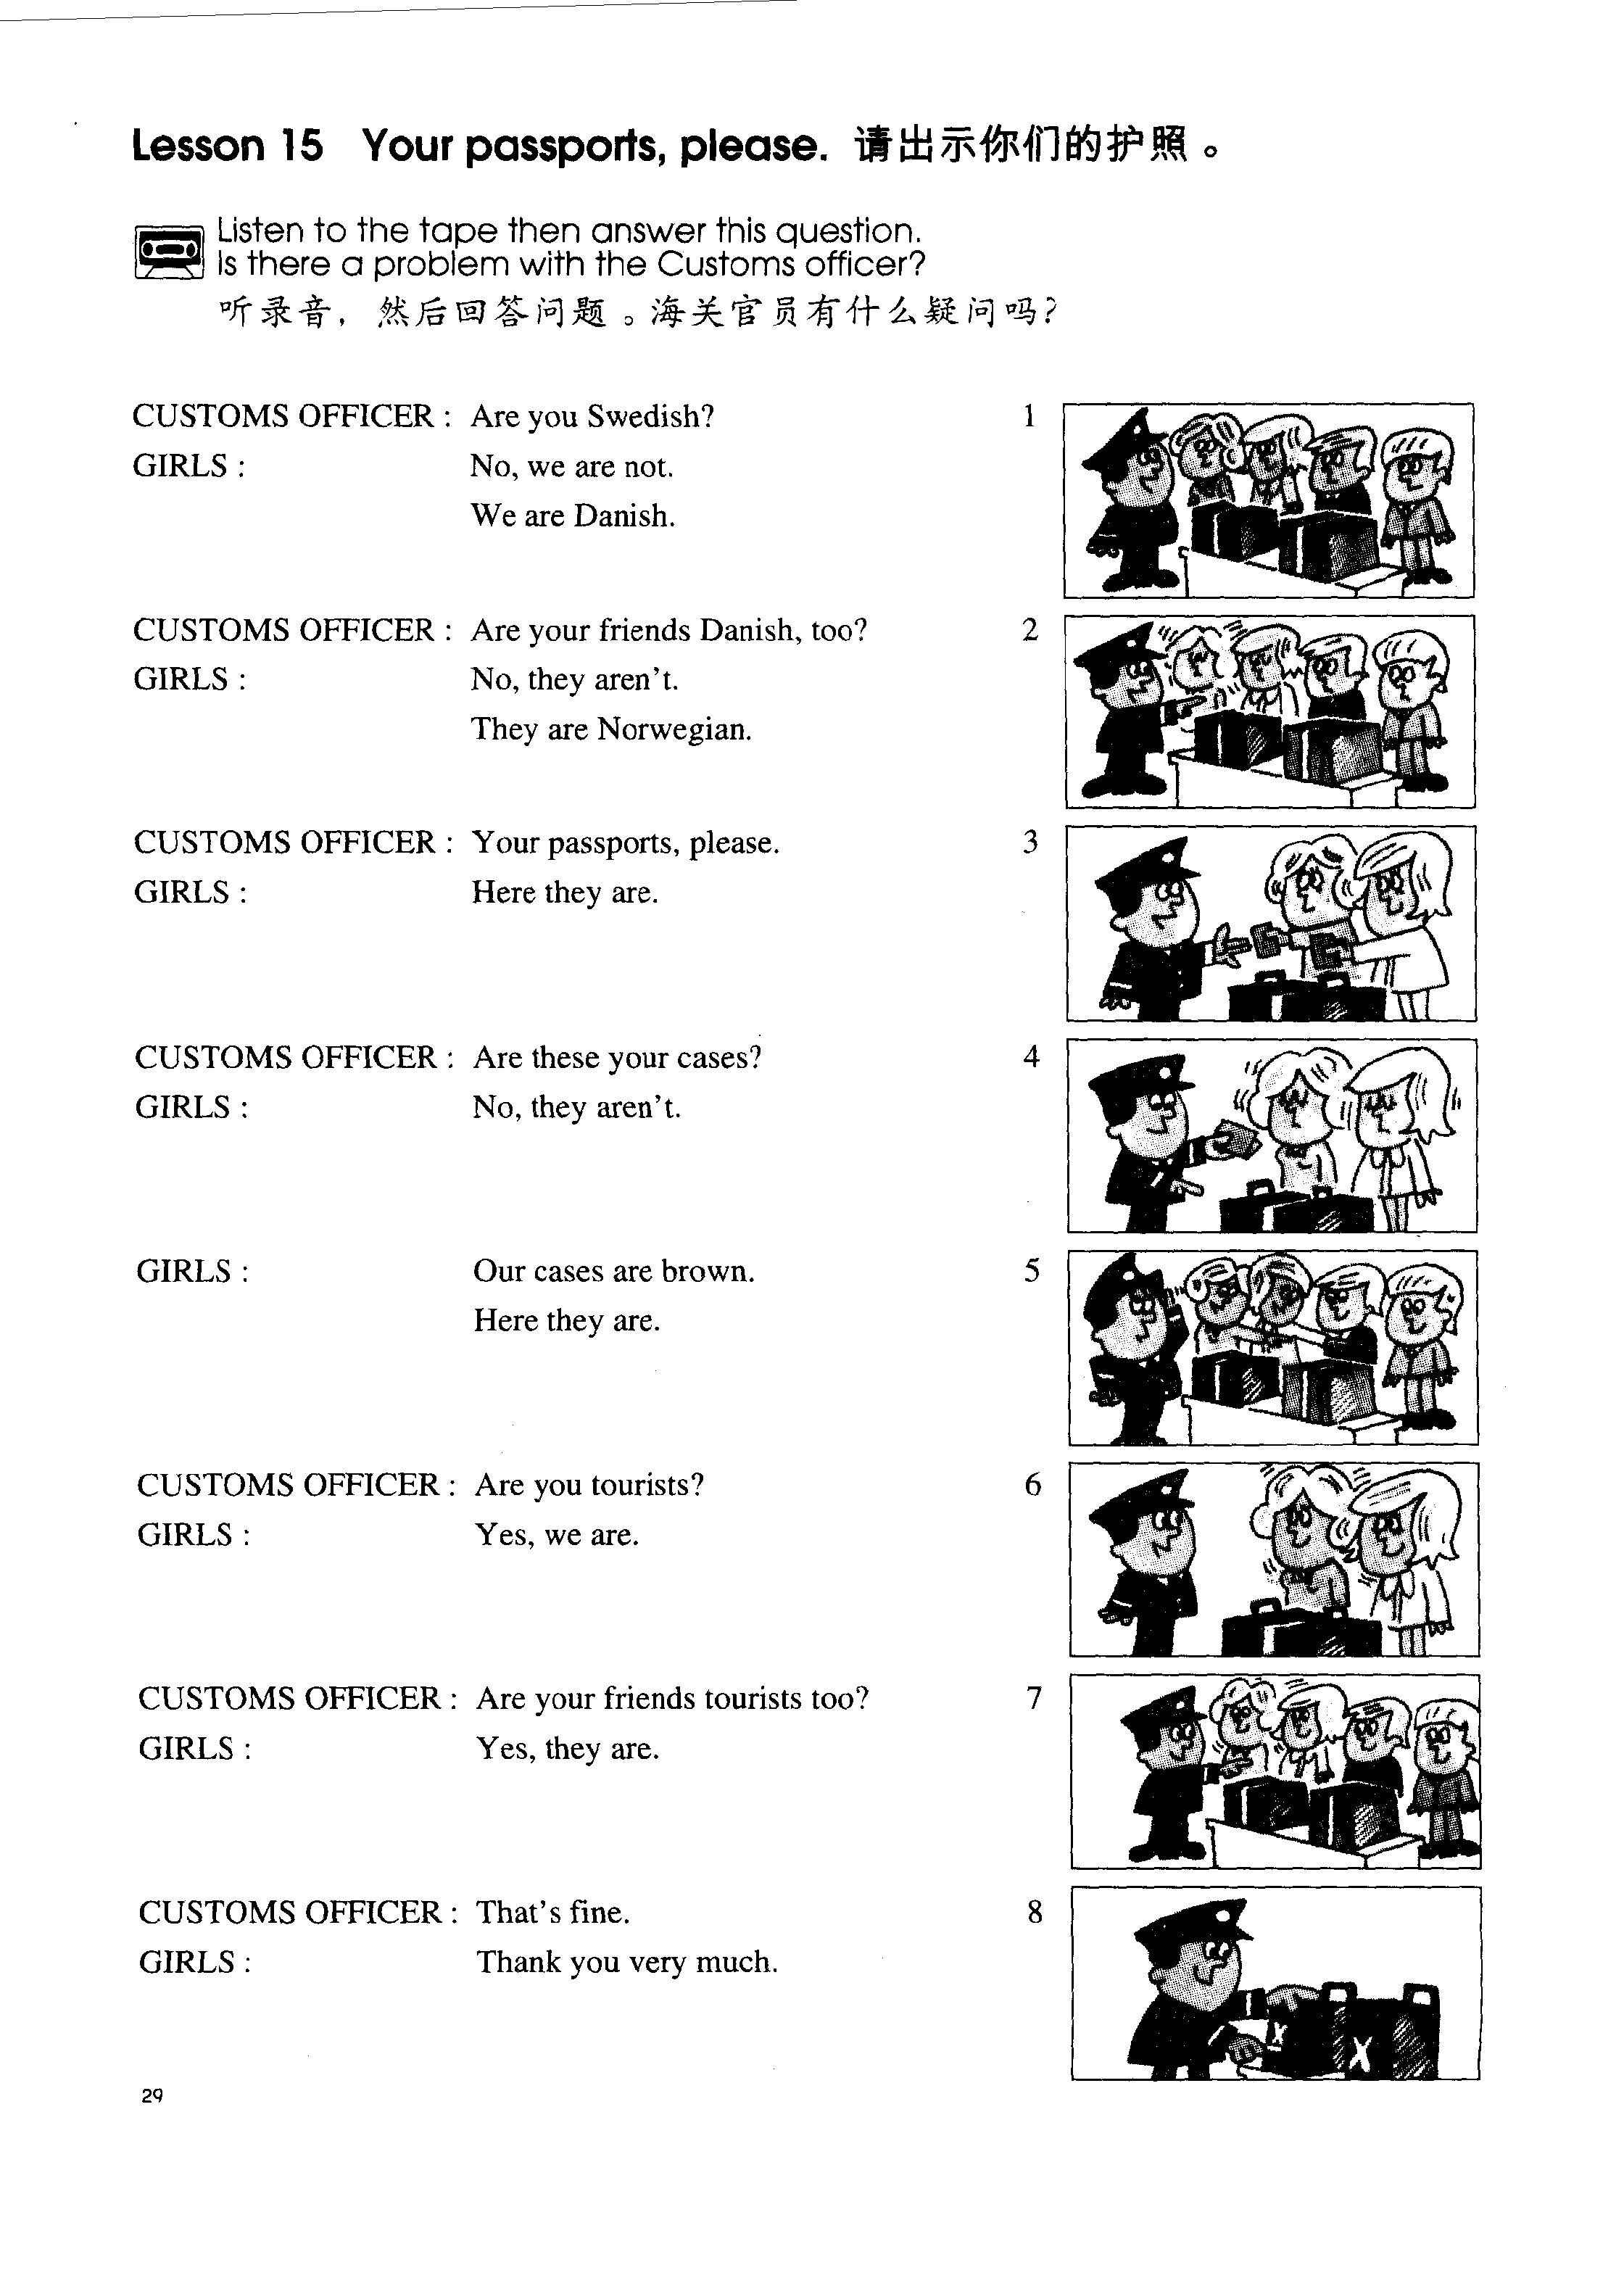 Lesson 15 Your passports, please. 请出示你们的护照。
Listen to the tape then answer this question.
Is there a problem with the Customs officer?
听录音，然后回答问题。海关官员有什么疑问吗?
CUSTOMS OFFICER : Are you Swedish? 1
GIRLS : No, we are not.
We are Danish.
CUSTOMS OFFICER : Are your friends Danish, too? 2
GIRLS : No, they aren't.
They are Norwegian.
CUSTOMS OFFICER : Your passports, please. 3
GIRLS : Here they are.
CUSTOMS OFFICER : Are these your cases? 4
GIRLS : No, they aren't.
GIRLS : Our cases are brown. 5
Here they are.
CUSTOMS OFFICER : Are you tourists? 6
GIRLS : Yes, we are.
CUSTOMS OFFICER : Are your friends tourists too? 7
GIRLS : Yes, they are.
CUSTOMS OFFICER : That's fine. 8
GIRLS : Thank you very much.
X X
29